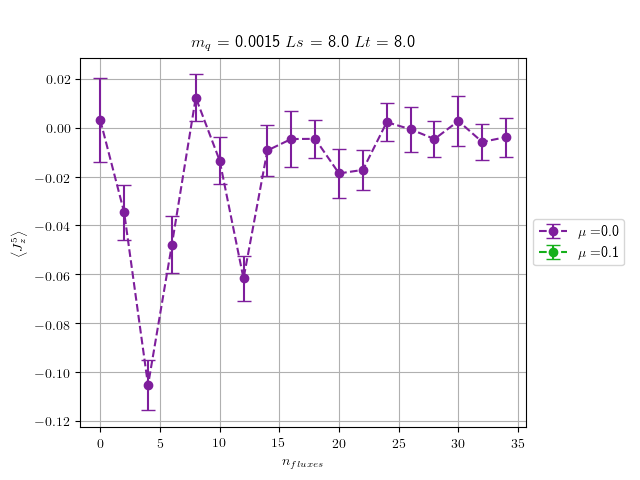 m_q = 0.0015 Ls = 8.0 Lt = 8.0
⟨J_z^5⟩
0.02
0.00
−0.02
−0.04
−0.06
−0.08
−0.10
−0.12
0 5 10 15 20 25 30 35
n_{fluxes}
μ =0.0
μ =0.1